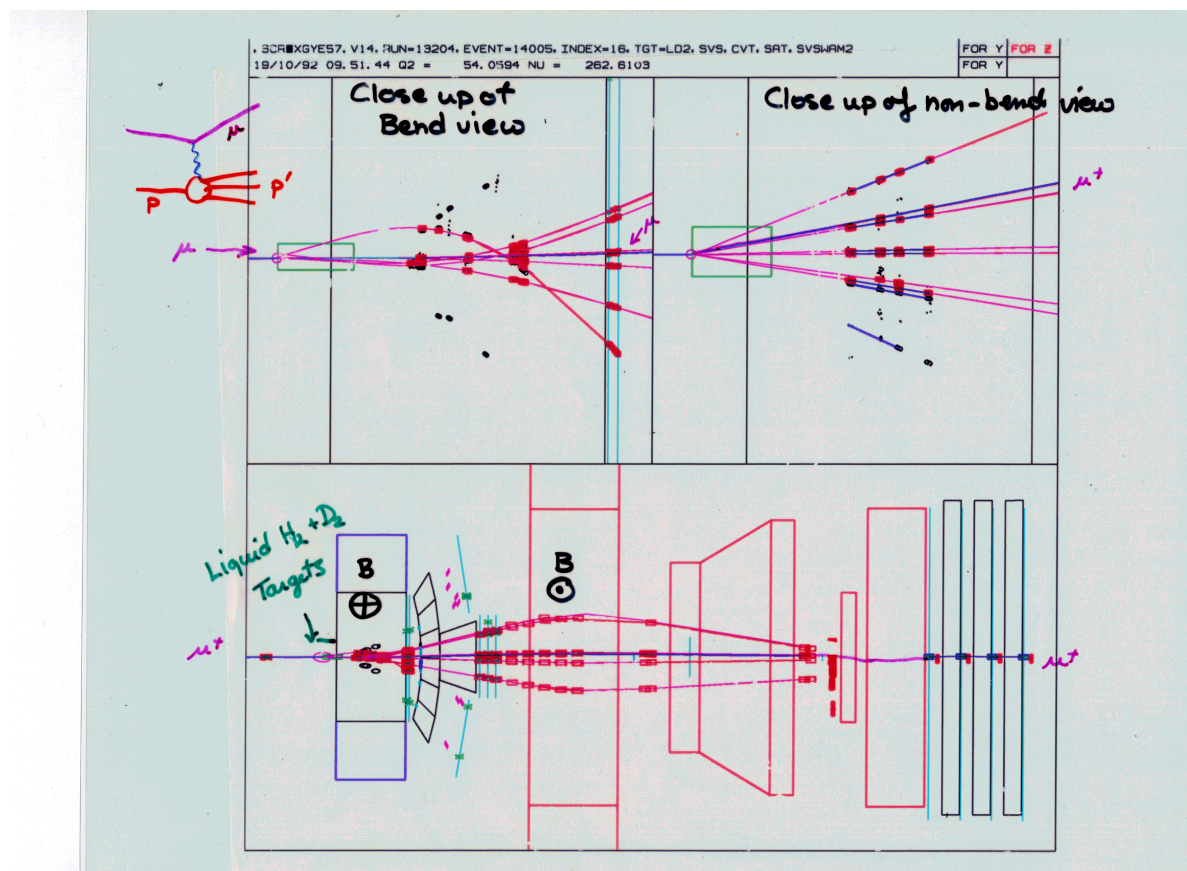 . SCR■XGYE57. V14. RUN=13204. EVENT=14005. INDEX=16. TGT=LD2. SVS. CVT. SAT. SVSWAM2
19/10/92 09.51.44 Q2 = 54.0594 NU = 262.6103
FOR Y FOR Z
FOR Y
Close up of
Bend view
Close up of non-bend view
μ
P P'
μ
μ
μ+
Liquid H2 + D2
Targets
B
B
μ+
μ+